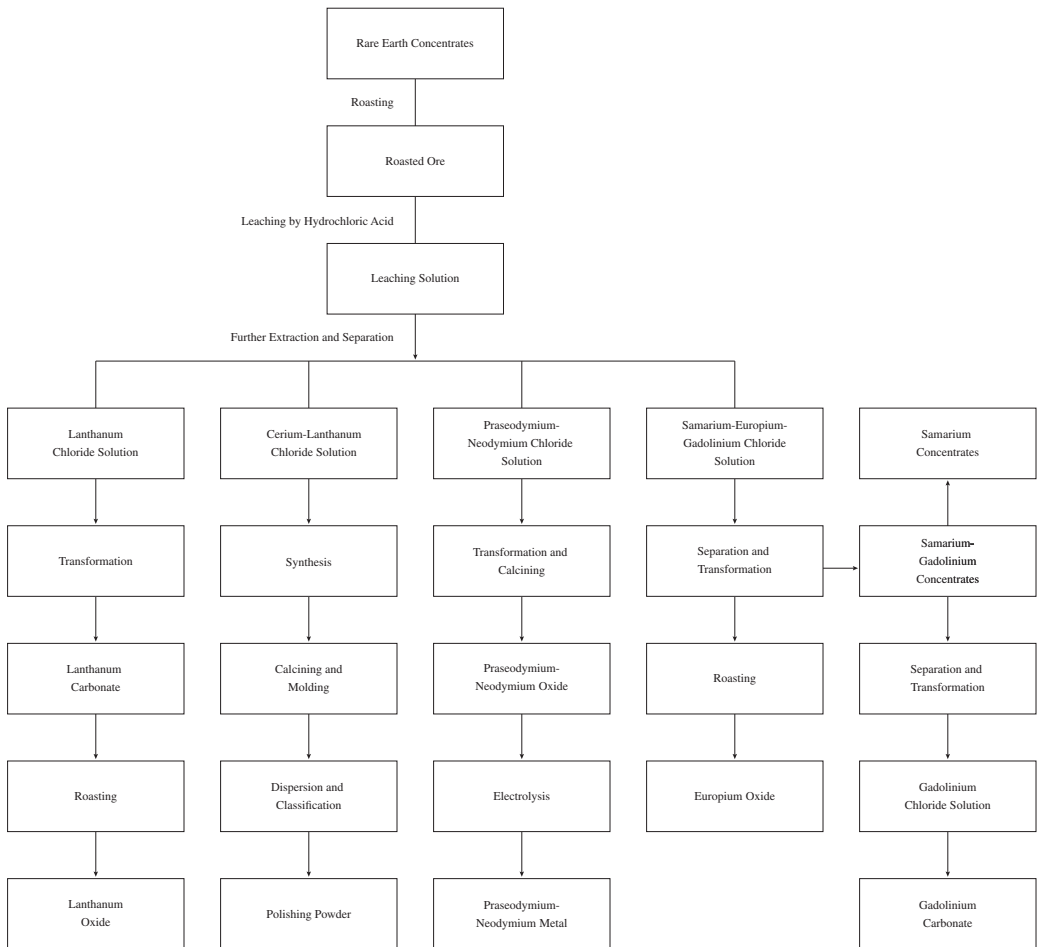 Rare Earth Concentrates
Roasting
Roasted Ore
Leaching by Hydrochloric Acid
Leaching Solution
Further Extraction and Separation
Lanthanum
Chloride Solution
Cerium-Lanthanum
Chloride Solution
Praseodymium-
Neodymium Chloride
Solution
Samarium-Europium-
Gadolinium Chloride
Solution
Samarium
Concentrates
Transformation
Synthesis
Transformation and
Calcining
Separation and
Transformation
Samarium-
Gadolinium
Concentrates
Lanthanum
Carbonate
Calcining and
Molding
Praseodymium-
Neodymium Oxide
Roasting
Separation and
Transformation
Roasting
Dispersion and
Classification
Electrolysis
Europium Oxide
Gadolinium
Chloride Solution
Lanthanum
Oxide
Polishing Powder
Praseodymium-
Neodymium Metal
Gadolinium
Carbonate